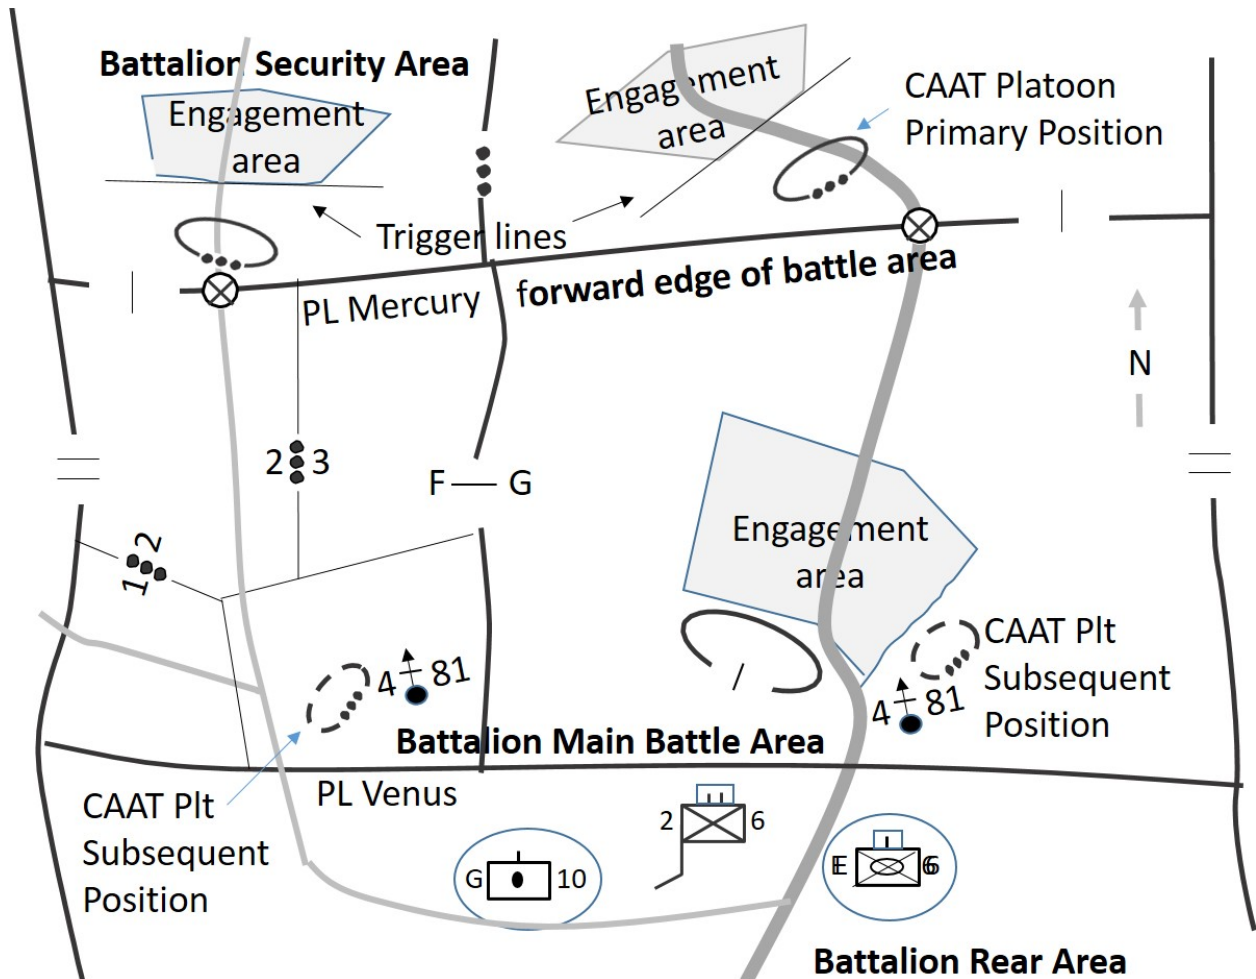 Battalion Security Area
Engagement
area
Engagement
area
CAAT Platoon
Primary Position
Trigger lines
PL Mercury
forward edge of battle area
N
2 3
F G
1 2
Engagement
area
CAAT Plt
Subsequent
Position
4 81
4 81
Battalion Main Battle Area
PL Venus
CAAT Plt
Subsequent
Position
2 6
G 10
E 6
Battalion Rear Area